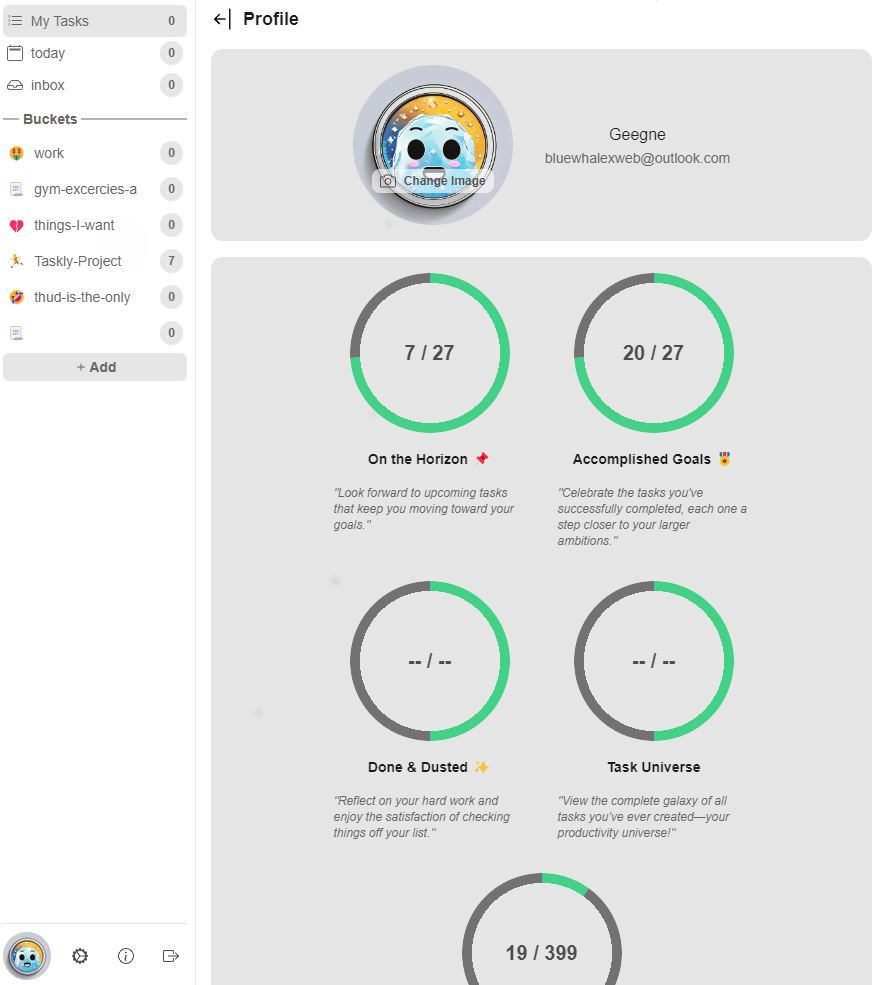 My Tasks 0
today 0
inbox 0
Buckets
work 0
gym-excercies-a 0
things-I-want 0
Taskly-Project 7
thud-is-the-only 0
0
+ Add
Profile
Change Image
Geegne
bluewhalexweb@outlook.com
7 / 27
On the Horizon
"Look forward to upcoming tasks
that keep you moving toward your
goals."
20 / 27
Accomplished Goals
"Celebrate the tasks you've
successfully completed, each one a
step closer to your larger
ambitions."
-- / --
Done & Dusted
"Reflect on your hard work and
enjoy the satisfaction of checking
things off your list."
-- / --
Task Universe
"View the complete galaxy of all
tasks you've ever created—your
productivity universe!"
19 / 399